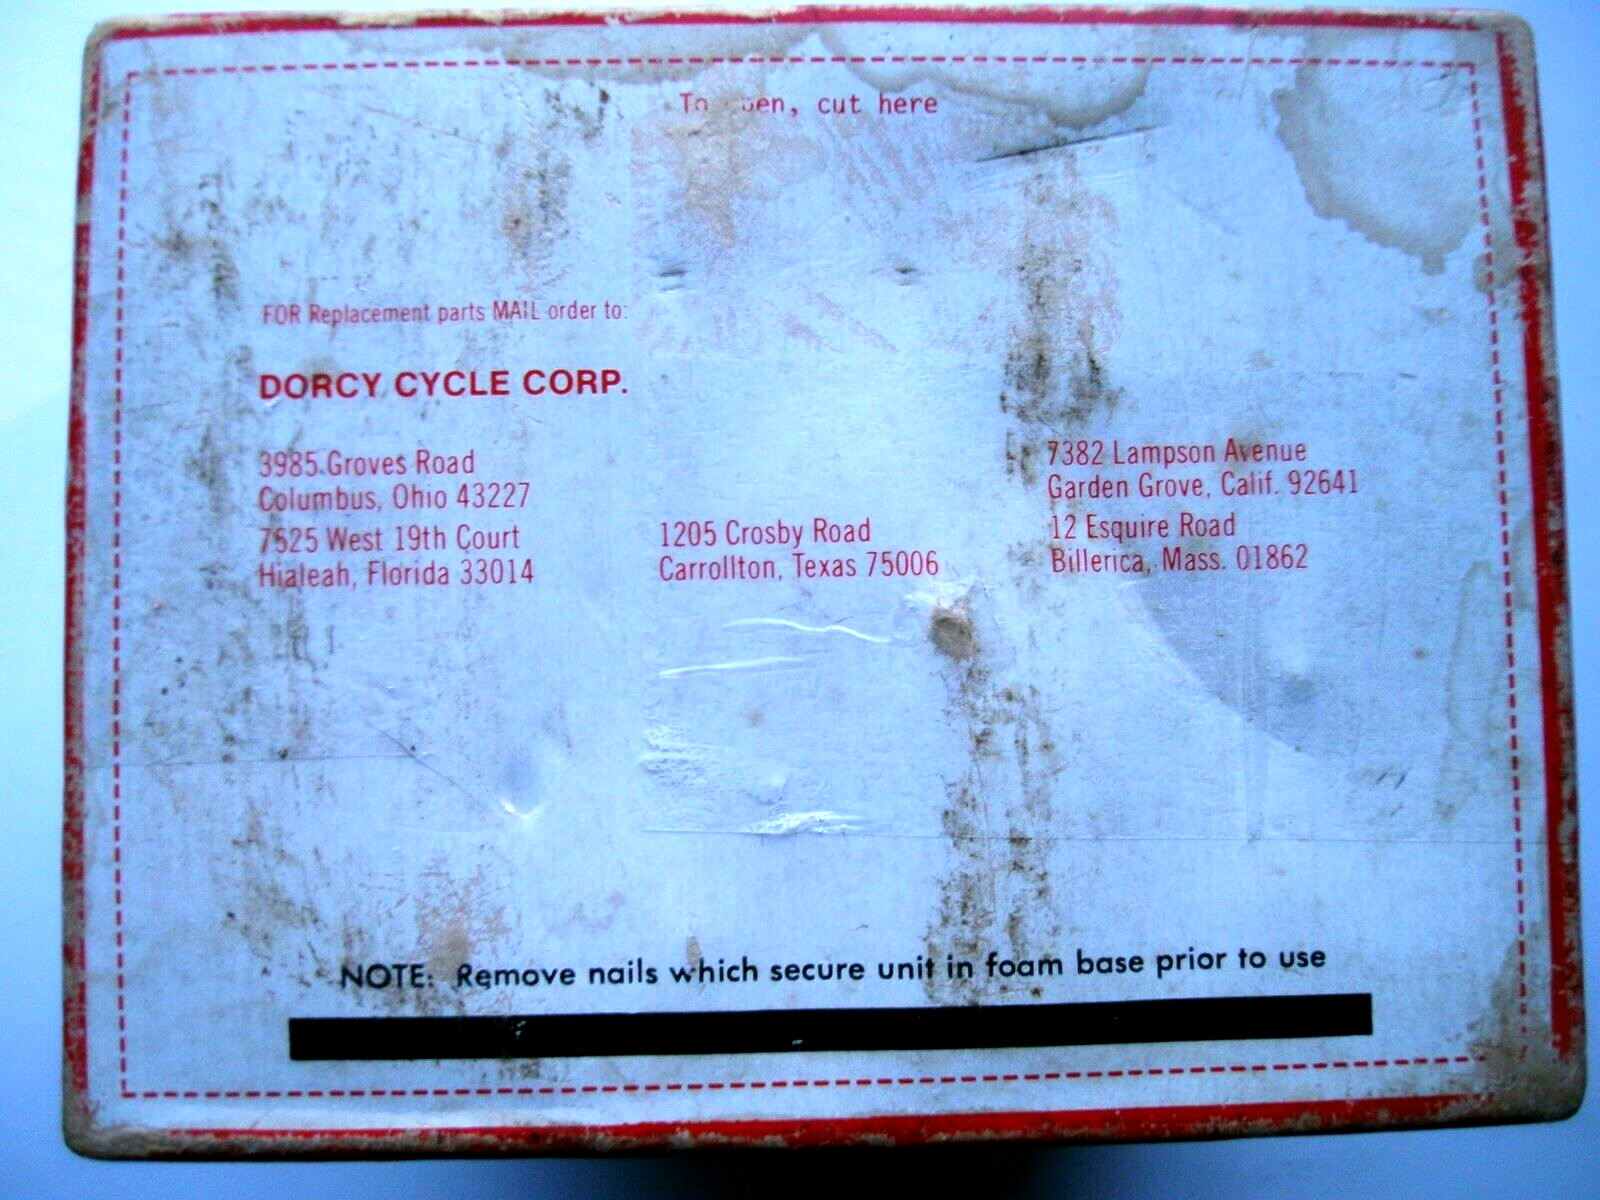 To open, cut here
FOR Replacement parts MAIL order to:
DORCY CYCLE CORP.
3985 Groves Road
Columbus, Ohio 43227
7525 West 19th Court
Hialeah, Florida 33014
1205 Crosby Road
Carrollton, Texas 75006
7382 Lampson Avenue
Garden Grove, Calif. 92641
12 Esquire Road
Billerica, Mass. 01862
NOTE: Remove nails which secure unit in foam base prior to use